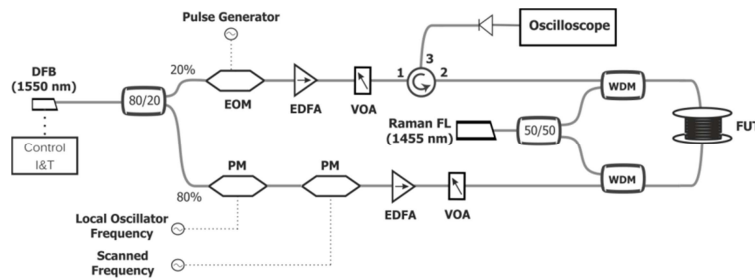 Pulse Generator
Oscilloscope
DFB
(1550 nm)
20%
3
1
2
80/20
EOM
EDFA
VOA
WDM
Raman FL
(1455 nm)
50/50
FUT
Control
I&T
PM
PM
WDM
80%
EDFA
VOA
Local Oscillator
Frequency
Scanned
Frequency